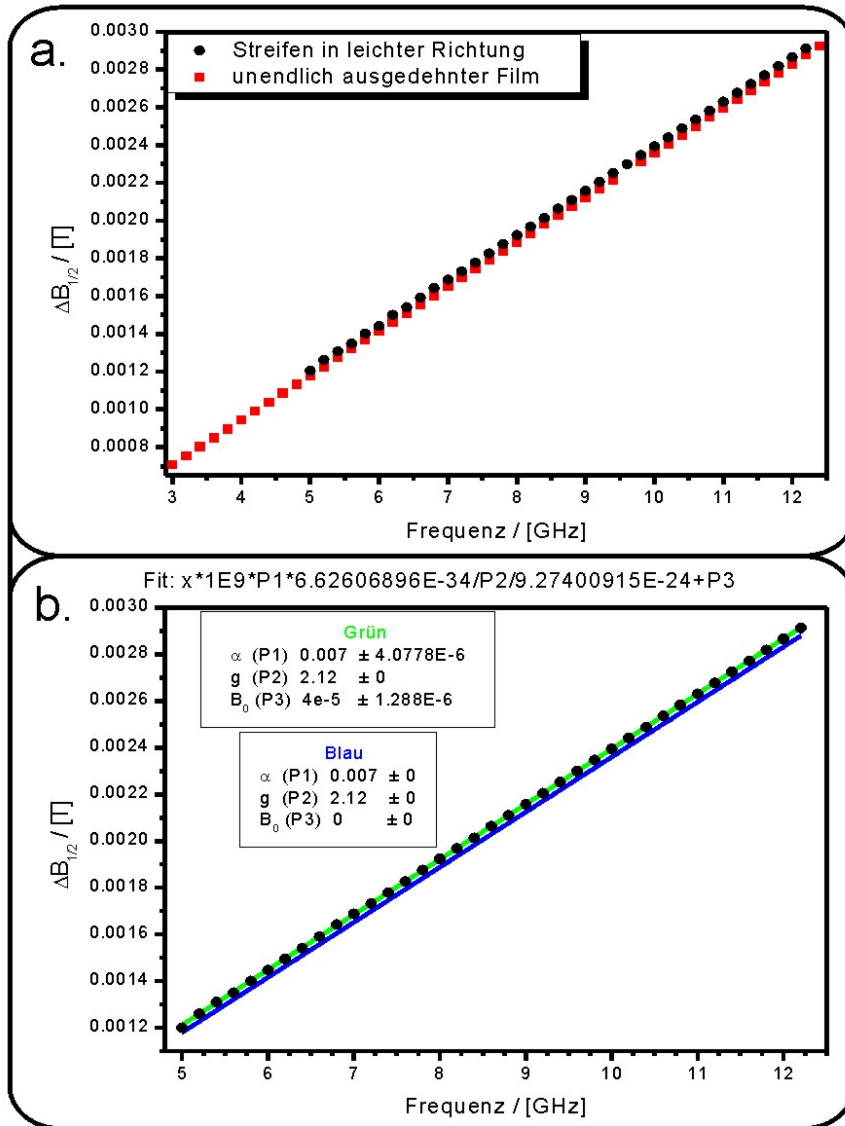 a.
Streifen in leichter Richtung
unendlich ausgedehnter Film
0.0030
0.0028
0.0026
0.0024
0.0022
0.0020
0.0018
0.0016
0.0014
0.0012
0.0010
0.0008
ΔB1/2 / [T]
3 4 5 6 7 8 9 10 11 12
Frequenz / [GHz]
Fit: x*1E9*P1*6.62606896E-34/P2/9.27400915E-24+P3
b.
Grün
α (P1) 0.007 ± 4.0778E-6
g (P2) 2.12 ± 0
B0 (P3) 4e-5 ± 1.288E-6
Blau
α (P1) 0.007 ± 0
g (P2) 2.12 ± 0
B0 (P3) 0 ± 0
0.0030
0.0028
0.0026
0.0024
0.0022
0.0020
0.0018
0.0016
0.0014
0.0012
ΔB1/2 / [T]
5 6 7 8 9 10 11 12
Frequenz / [GHz]